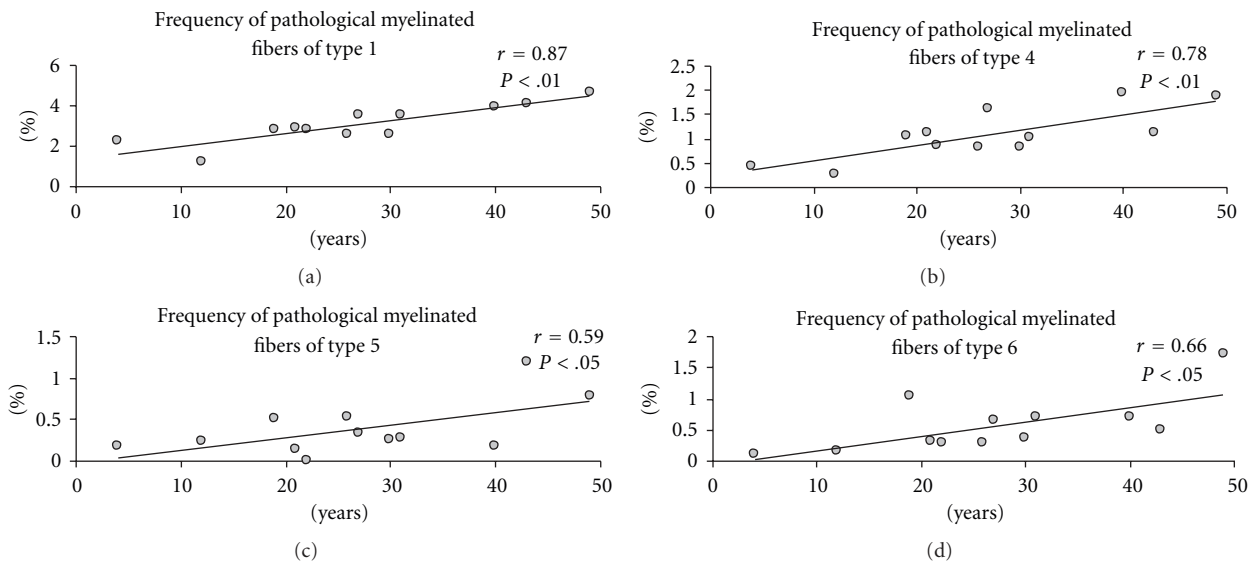 Frequency of pathological myelinated
fibers of type 1
r = 0.87
P < .01
6
4
2
0
(%)
0 10 20 30 40 50
(years)
(a)
Frequency of pathological myelinated
fibers of type 4
r = 0.78
P < .01
2.5
2
1.5
1
0.5
0
(%)
0 10 20 30 40 50
(years)
(b)
Frequency of pathological myelinated
fibers of type 5
r = 0.59
P < .05
1.5
1
0.5
0
(%)
0 10 20 30 40 50
(years)
(c)
Frequency of pathological myelinated
fibers of type 6
r = 0.66
P < .05
2
1.5
1
0.5
0
(%)
0 10 20 30 40 50
(years)
(d)